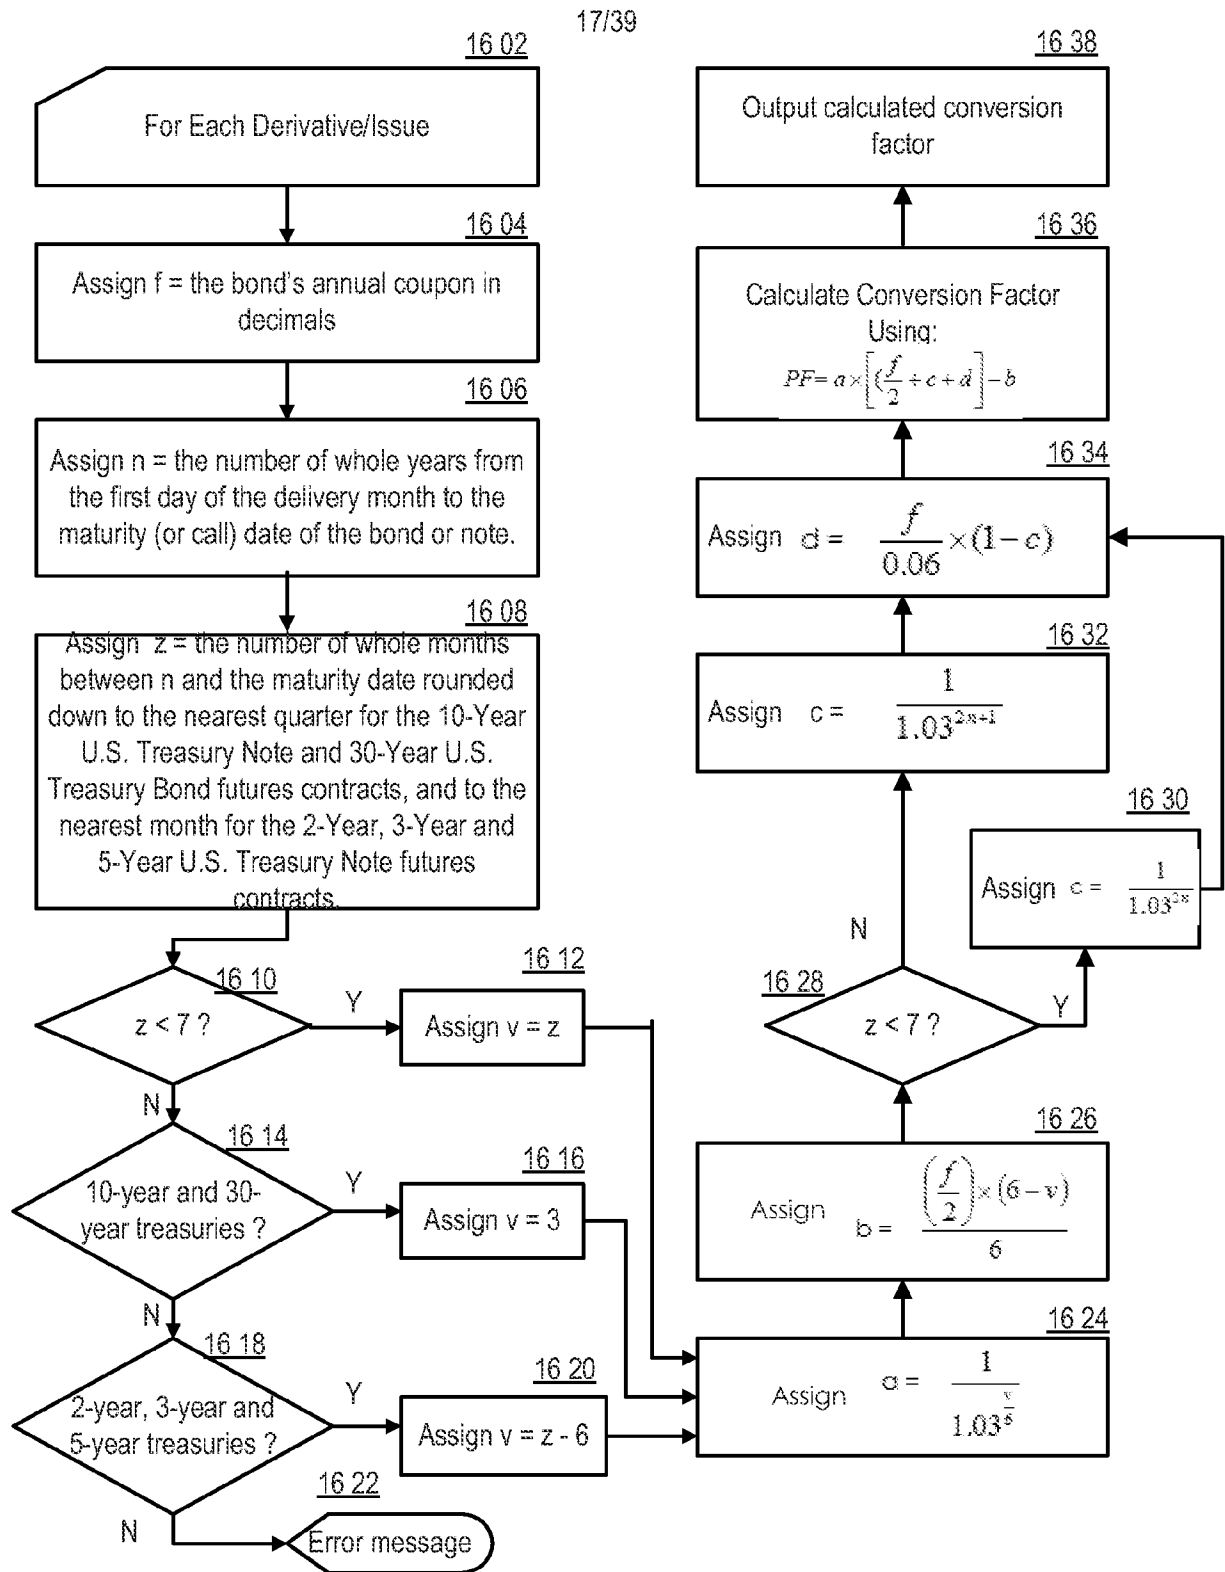 17/39
16 02
For Each Derivative/Issue
16 04
Assign f = the bond's annual coupon in
decimals
16 06
Assign n = the number of whole years from
the first day of the delivery month to the
maturity (or call) date of the bond or note.
16 08
Assign z = the number of whole months
between n and the maturity date rounded
down to the nearest quarter for the 10-Year
U.S. Treasury Note and 30-Year U.S.
Treasury Bond futures contracts, and to the
nearest month for the 2-Year, 3-Year and
5-Year U.S. Treasury Note futures
contracts.
16 10
z < 7 ?
Y
N
16 12
Assign v = z
16 14
10-year and 30-
year treasuries ?
Y
N
16 16
Assign v = 3
16 18
2-year, 3-year and
5-year treasuries ?
Y
N
16 20
Assign v = z - 6
16 22
Error message
16 24
Assign a = 1 / 1.03^(v/6)
16 26
Assign b = ((f/2) × (6 − v)) / 6
16 28
z < 7 ?
N
Y
16 30
Assign c = 1 / 1.03^(2n)
16 32
Assign c = 1 / 1.03^(2n+1)
16 34
Assign d = f / 0.06 × (1 − c)
16 36
Calculate Conversion Factor
Using:
PF = a × [(f/2 + c + d] − b
16 38
Output calculated conversion
factor